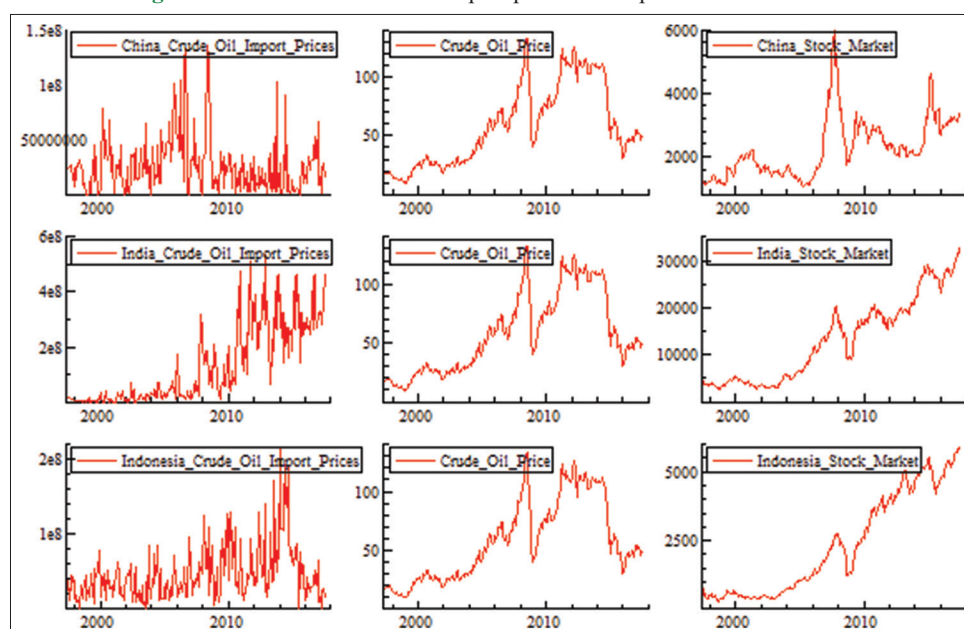 China_Crude_Oil_Import_Prices
1.5e8
1e8
50000000
2000 2010
Crude_Oil_Price
100
50
2000 2010
China_Stock_Market
6000
4000
2000
2000 2010
India_Crude_Oil_Import_Prices
6e8
4e8
2e8
2000 2010
Crude_Oil_Price
100
50
2000 2010
India_Stock_Market
30000
20000
10000
2000 2010
Indonesia_Crude_Oil_Import_Prices
2e8
1e8
2000 2010
Crude_Oil_Price
100
50
2000 2010
Indonesia_Stock_Market
5000
2500
2000 2010